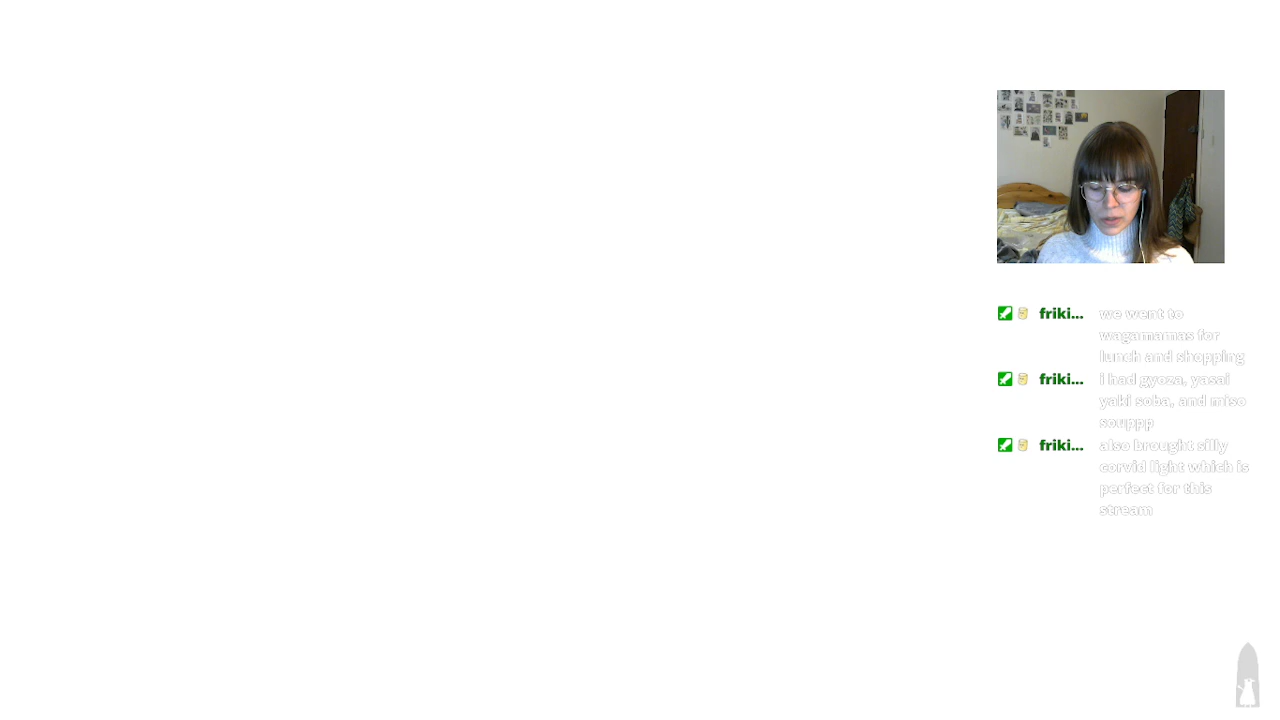 friki... we went to
wagamamas for
lunch and shopping
friki... i had gyoza, yasai
yaki soba, and miso
souppp
friki... also brought silly
corvid light which is
perfect for this
stream